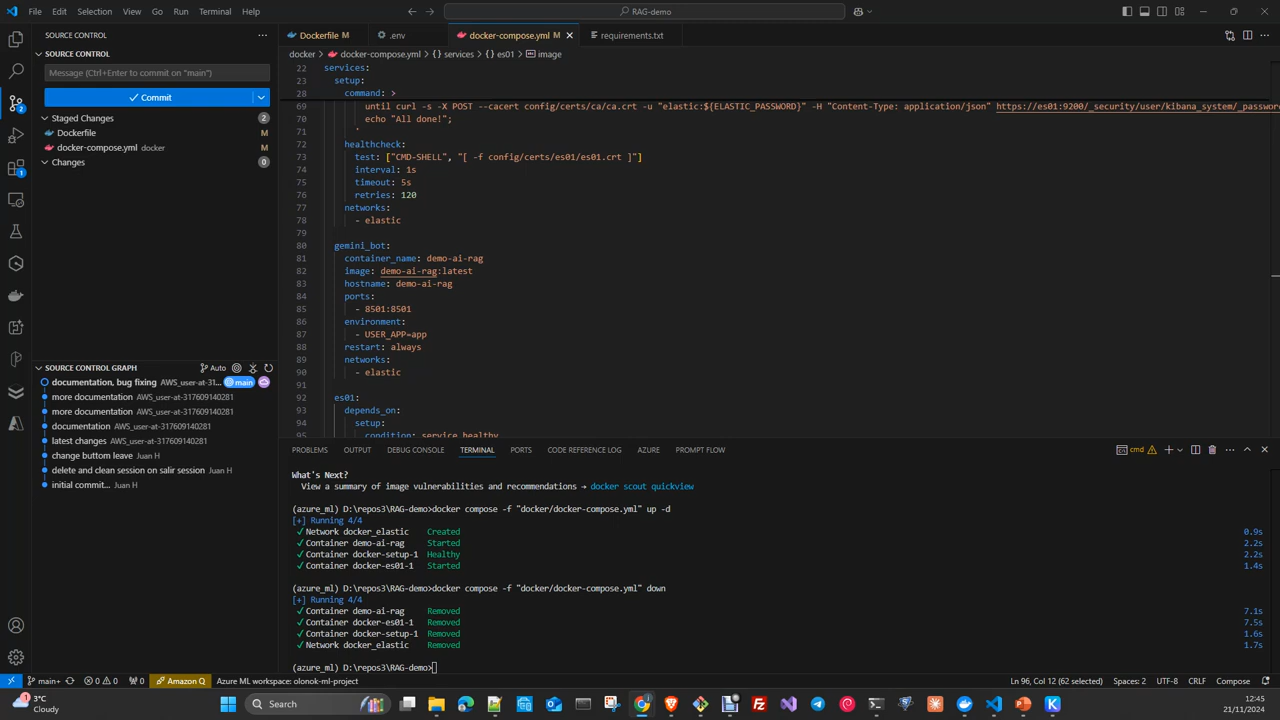 File Edit Selection View Go Run Terminal Help
RAG-demo
SOURCE CONTROL
Dockerfile M
.env
docker-compose.yml M
requirements.txt
SOURCE CONTROL
docker > docker-compose.yml > {} services > {} es01 > image
Message (Ctrl+Enter to commit on "main")
Commit
Staged Changes 2
Dockerfile M
docker-compose.yml docker M
Changes 0
22 services:
23 setup:
28 command: >
69 until curl -s -X POST --cacert config/certs/ca/ca.crt -u "elastic:${ELASTIC_PASSWORD}" -H "Content-Type: application/json" https://es01:9200/_security/user/kibana_system/_passwor
70 echo "All done!";
71 '
72 healthcheck:
73 test: ["CMD-SHELL", "[ -f config/certs/es01/es01.crt ]"]
74 interval: 1s
75 timeout: 5s
76 retries: 120
77 networks:
78 - elastic
79
80 gemini_bot:
81 container_name: demo-ai-rag
82 image: demo-ai-rag:latest
83 hostname: demo-ai-rag
84 ports:
85 - 8501:8501
86 environment:
87 - USER_APP=app
88 restart: always
89 networks:
90 - elastic
91
92 es01:
93 depends_on:
94 setup:
95 condition: service_healthy
SOURCE CONTROL GRAPH Auto
documentation, bug fixing AWS_user-at-31... main
more documentation AWS_user-at-317609140281
more documentation AWS_user-at-317609140281
documentation AWS_user-at-317609140281
latest changes AWS_user-at-317609140281
change buttom leave Juan H
delete and clean session on salir session Juan H
initial commit... Juan H
PROBLEMS OUTPUT DEBUG CONSOLE TERMINAL PORTS CODE REFERENCE LOG AZURE PROMPT FLOW
cmd
What's Next?
View a summary of image vulnerabilities and recommendations → docker scout quickview
(azure_ml) D:\repos3\RAG-demo>docker compose -f "docker/docker-compose.yml" up -d
[+] Running 4/4
✓ Network docker_elastic Created 0.9s
✓ Container demo-ai-rag Started 2.2s
✓ Container docker-setup-1 Healthy 2.2s
✓ Container docker-es01-1 Started 1.4s
(azure_ml) D:\repos3\RAG-demo>docker compose -f "docker/docker-compose.yml" down
[+] Running 4/4
✓ Container demo-ai-rag Removed 7.1s
✓ Container docker-es01-1 Removed 7.5s
✓ Container docker-setup-1 Removed 1.6s
✓ Network docker_elastic Removed 1.7s
(azure_ml) D:\repos3\RAG-demo>
main+ 0 0 0 Amazon Q Azure ML workspace: olonok-ml-project Ln 96, Col 12 (62 selected) Spaces: 2 UTF-8 CRLF Compose
3°C
Cloudy
Search
12:45
21/11/2024